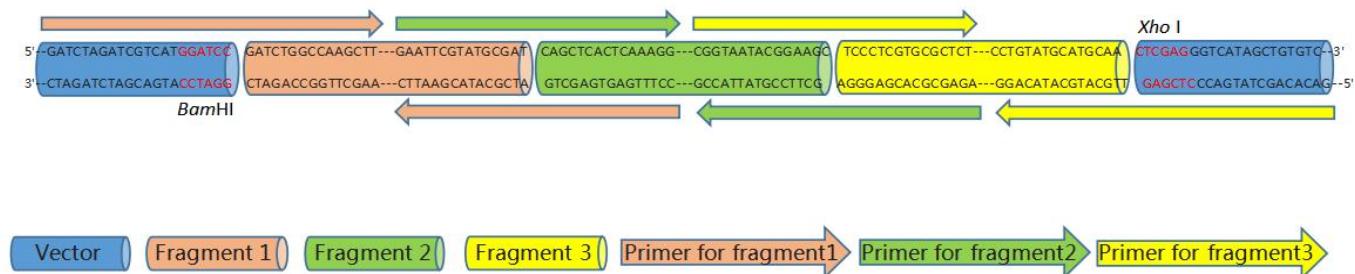 Xho I
5'--GATCTAGATCGTCATGGATCC GATCTGGCCAAGCTT---GAATTCGTATGCGAT CAGCTCACTCAAAGG---CGGTAATACGGAAGC TCCCTCGTGCGCTCT---CCTGTATGCATGCAA CTCGAGGGTCATAGCTGTGTC--3'
3'--CTAGATCTAGCAGTACCTAGG CTAGACCGGTTCGAA---CTTAAGCATACGCTA GTCGAGTGAGTTTCC---GCCATTATGCCTTCG AGGGAGCACGCGAGA---GGACATACGTACGTT GAGCTCCCAGTATCGACACAG--5'
BamHI
Vector Fragment 1 Fragment 2 Fragment 3 Primer for fragment1 Primer for fragment2 Primer for fragment3